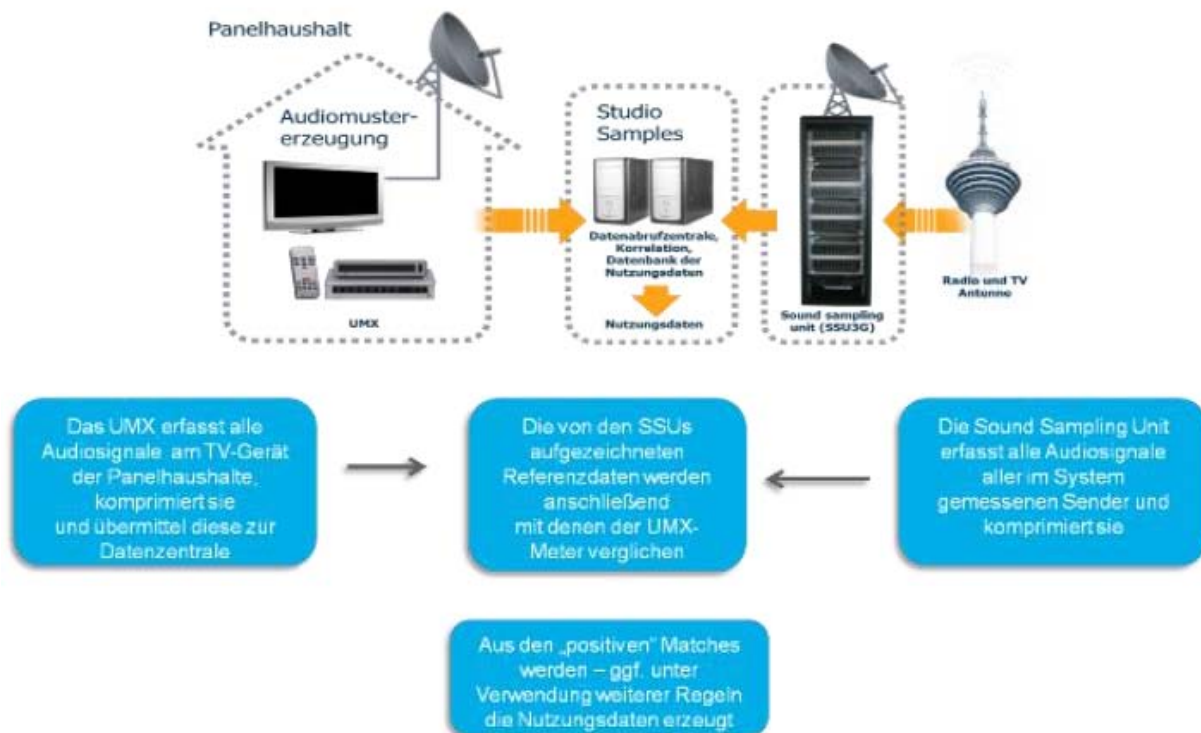 Panelhaushalt
Audiomuster-
erzeugung
UMX
Studio
Samples
Datenabrufzentrale,
Korrelation,
Datenbank der
Nutzungsdaten
Nutzungsdaten
Sound sampling
unit (SSU3G)
Radio und TV
Antenne
Das UMX erfasst alle
Audiosignale am TV-Gerät
der Panelhaushalte,
komprimiert sie
und übermittel diese zur
Datenzentrale
Die von den SSUs
aufgezeichneten
Referenzdaten werden
anschließend
mit denen der UMX-
Meter verglichen
Die Sound Sampling Unit
erfasst alle Audiosignale
aller im System
gemessenen Sender und
komprimiert sie
Aus den „positiven“ Matches
werden – ggf. unter
Verwendung weiterer Regeln
die Nutzungsdaten erzeugt